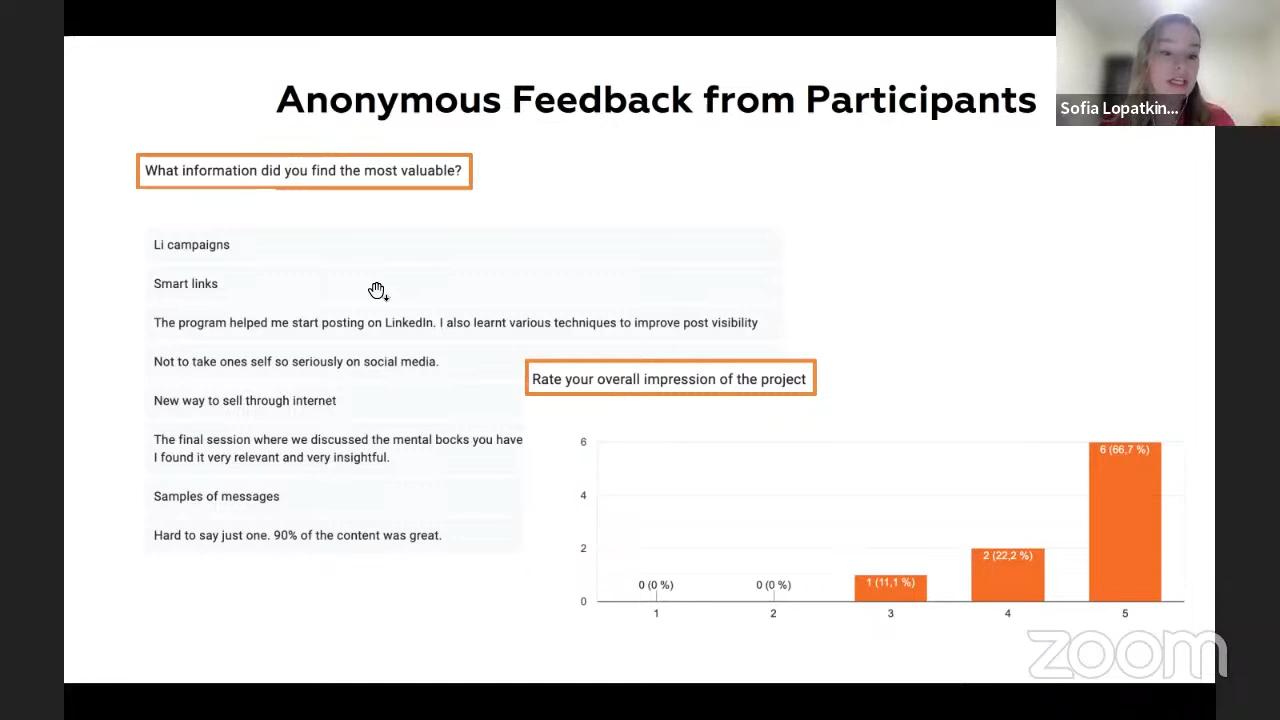 Anonymous Feedback from Participants
Sofia Lopatkin...
What information did you find the most valuable?
Li campaigns
Smart links
The program helped me start posting on LinkedIn. I also learnt various techniques to improve post visibility
Not to take ones self so seriously on social media.
New way to sell through internet
The final session where we discussed the mental bocks you have
I found it very relevant and very insightful.
Samples of messages
Hard to say just one. 90% of the content was great.
Rate your overall impression of the project
6
4
2
0
0 (0 %)
0 (0 %)
1 (11,1 %)
2 (22,2 %)
6 (66,7 %)
1
2
3
4
5
zoom